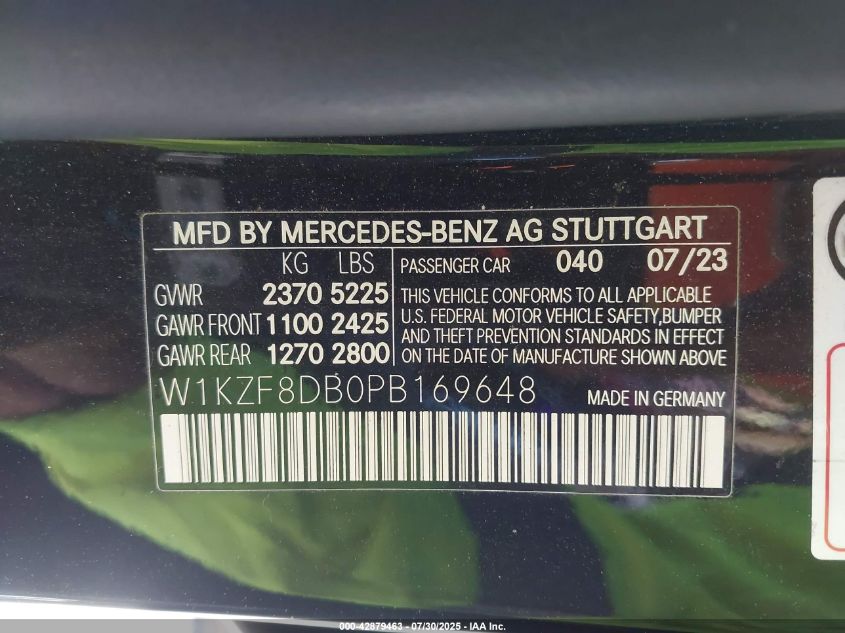 MFD BY MERCEDES-BENZ AG STUTTGART
KG LBS
GVWR 2370 5225
GAWR FRONT 1100 2425
GAWR REAR 1270 2800
PASSENGER CAR 040 07/23
THIS VEHICLE CONFORMS TO ALL APPLICABLE
U.S. FEDERAL MOTOR VEHICLE SAFETY,BUMPER
AND THEFT PREVENTION STANDARDS IN EFFECT
ON THE DATE OF MANUFACTURE SHOWN ABOVE
W1KZF8DB0PB169648 MADE IN GERMANY
000-42879463 - 07/30/2025 - IAA Inc.